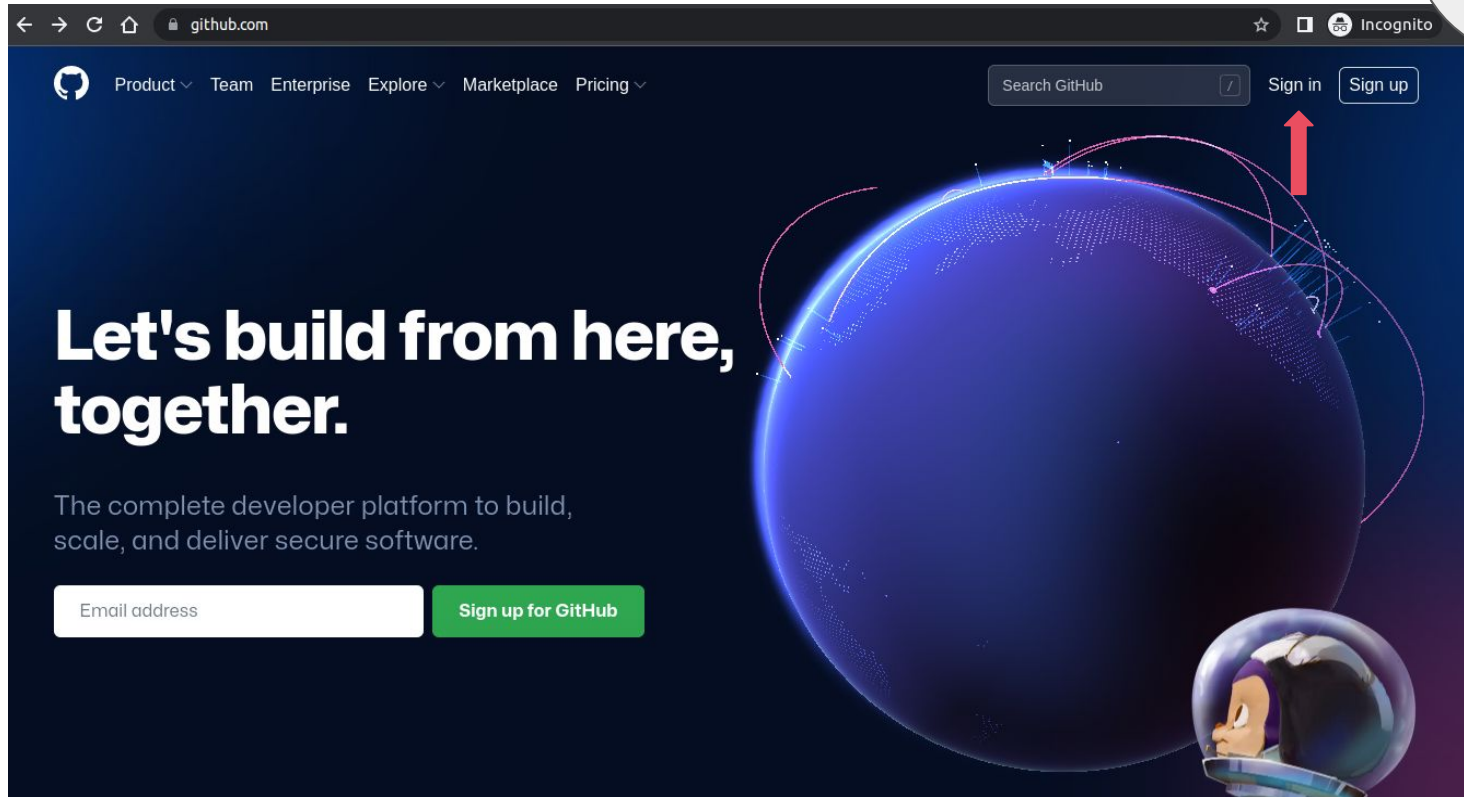 github.com
Incognito
Product Team Enterprise Explore Marketplace Pricing Search GitHub / Sign in Sign up
Let's build from here,
together.
The complete developer platform to build,
scale, and deliver secure software.
Email address Sign up for GitHub